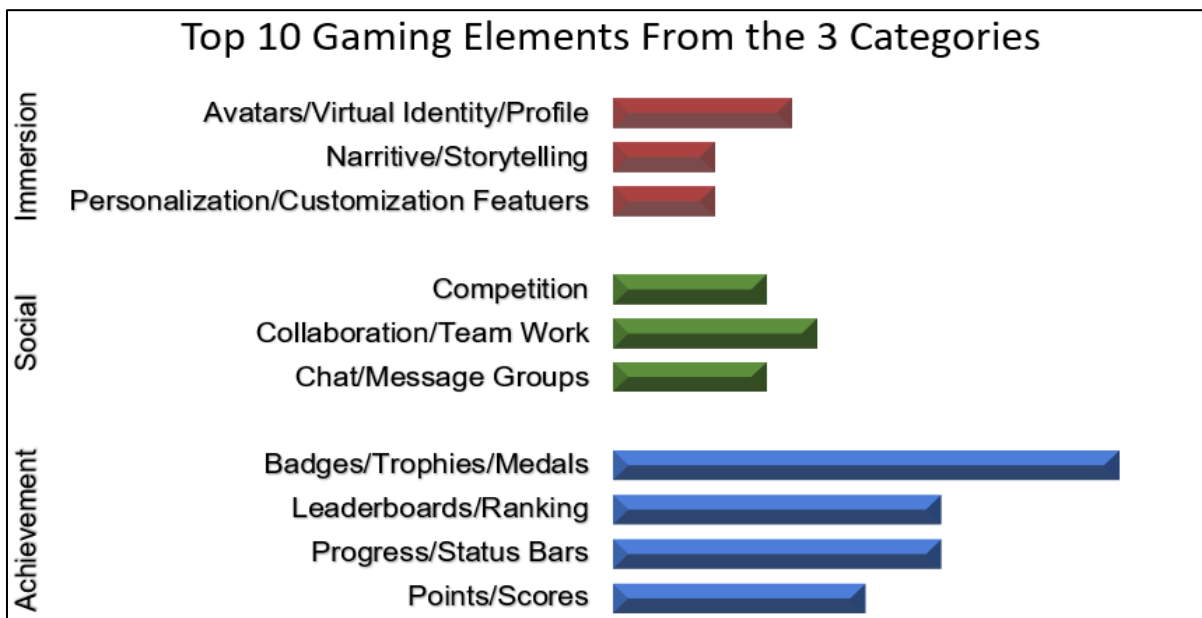 Top 10 Gaming Elements From the 3 Categories
Immersion
Avatars/Virtual Identity/Profile
Narritive/Storytelling
Personalization/Customization Featuers
Social
Competition
Collaboration/Team Work
Chat/Message Groups
Achievement
Badges/Trophies/Medals
Leaderboards/Ranking
Progress/Status Bars
Points/Scores